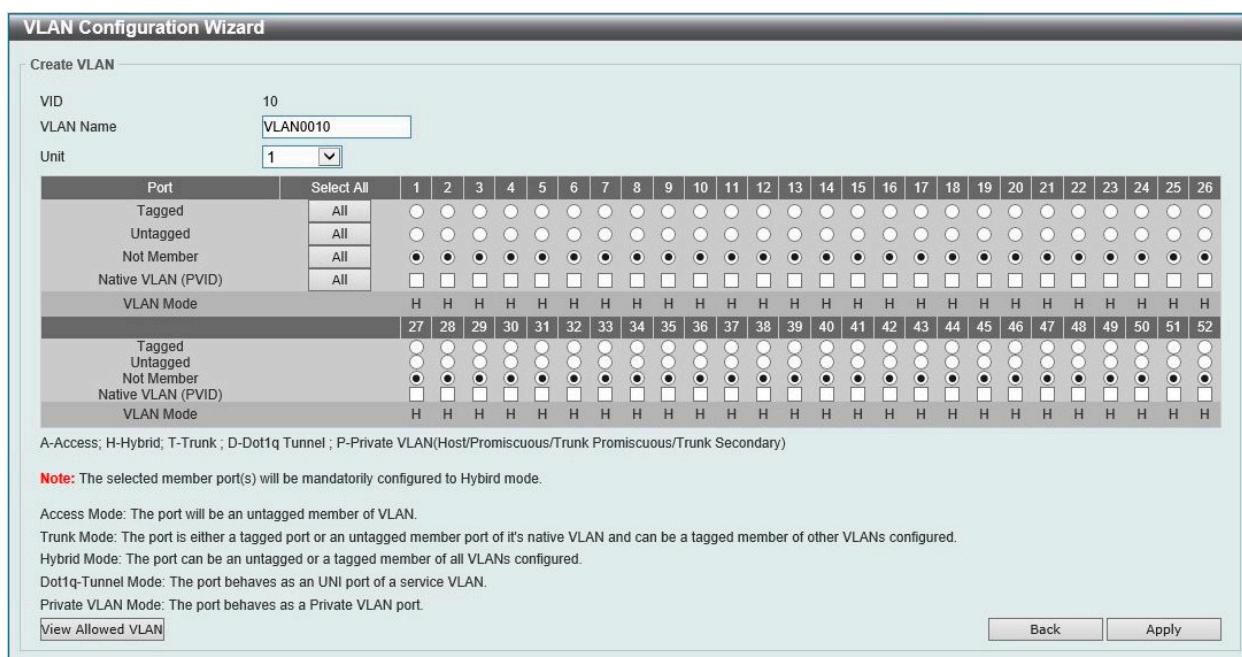 VLAN Configuration Wizard
Create VLAN
VID 10
VLAN Name VLAN0010
Unit 1
Port Select All 1 2 3 4 5 6 7 8 9 10 11 12 13 14 15 16 17 18 19 20 21 22 23 24 25 26
Tagged All
Untagged All
Not Member All
Native VLAN (PVID) All
VLAN Mode H H H H H H H H H H H H H H H H H H H H H H H H H H
27 28 29 30 31 32 33 34 35 36 37 38 39 40 41 42 43 44 45 46 47 48 49 50 51 52
Tagged
Untagged
Not Member
Native VLAN (PVID)
VLAN Mode H H H H H H H H H H H H H H H H H H H H H H H H H H
A-Access; H-Hybrid; T-Trunk ; D-Dot1q Tunnel ; P-Private VLAN(Host/Promiscuous/Trunk Promiscuous/Trunk Secondary)
Note: The selected member port(s) will be mandatorily configured to Hybird mode.
Access Mode: The port will be an untagged member of VLAN.
Trunk Mode: The port is either a tagged port or an untagged member port of it's native VLAN and can be a tagged member of other VLANs configured.
Hybrid Mode: The port can be an untagged or a tagged member of all VLANs configured.
Dot1q-Tunnel Mode: The port behaves as an UNI port of a service VLAN.
Private VLAN Mode: The port behaves as a Private VLAN port.
View Allowed VLAN Back Apply